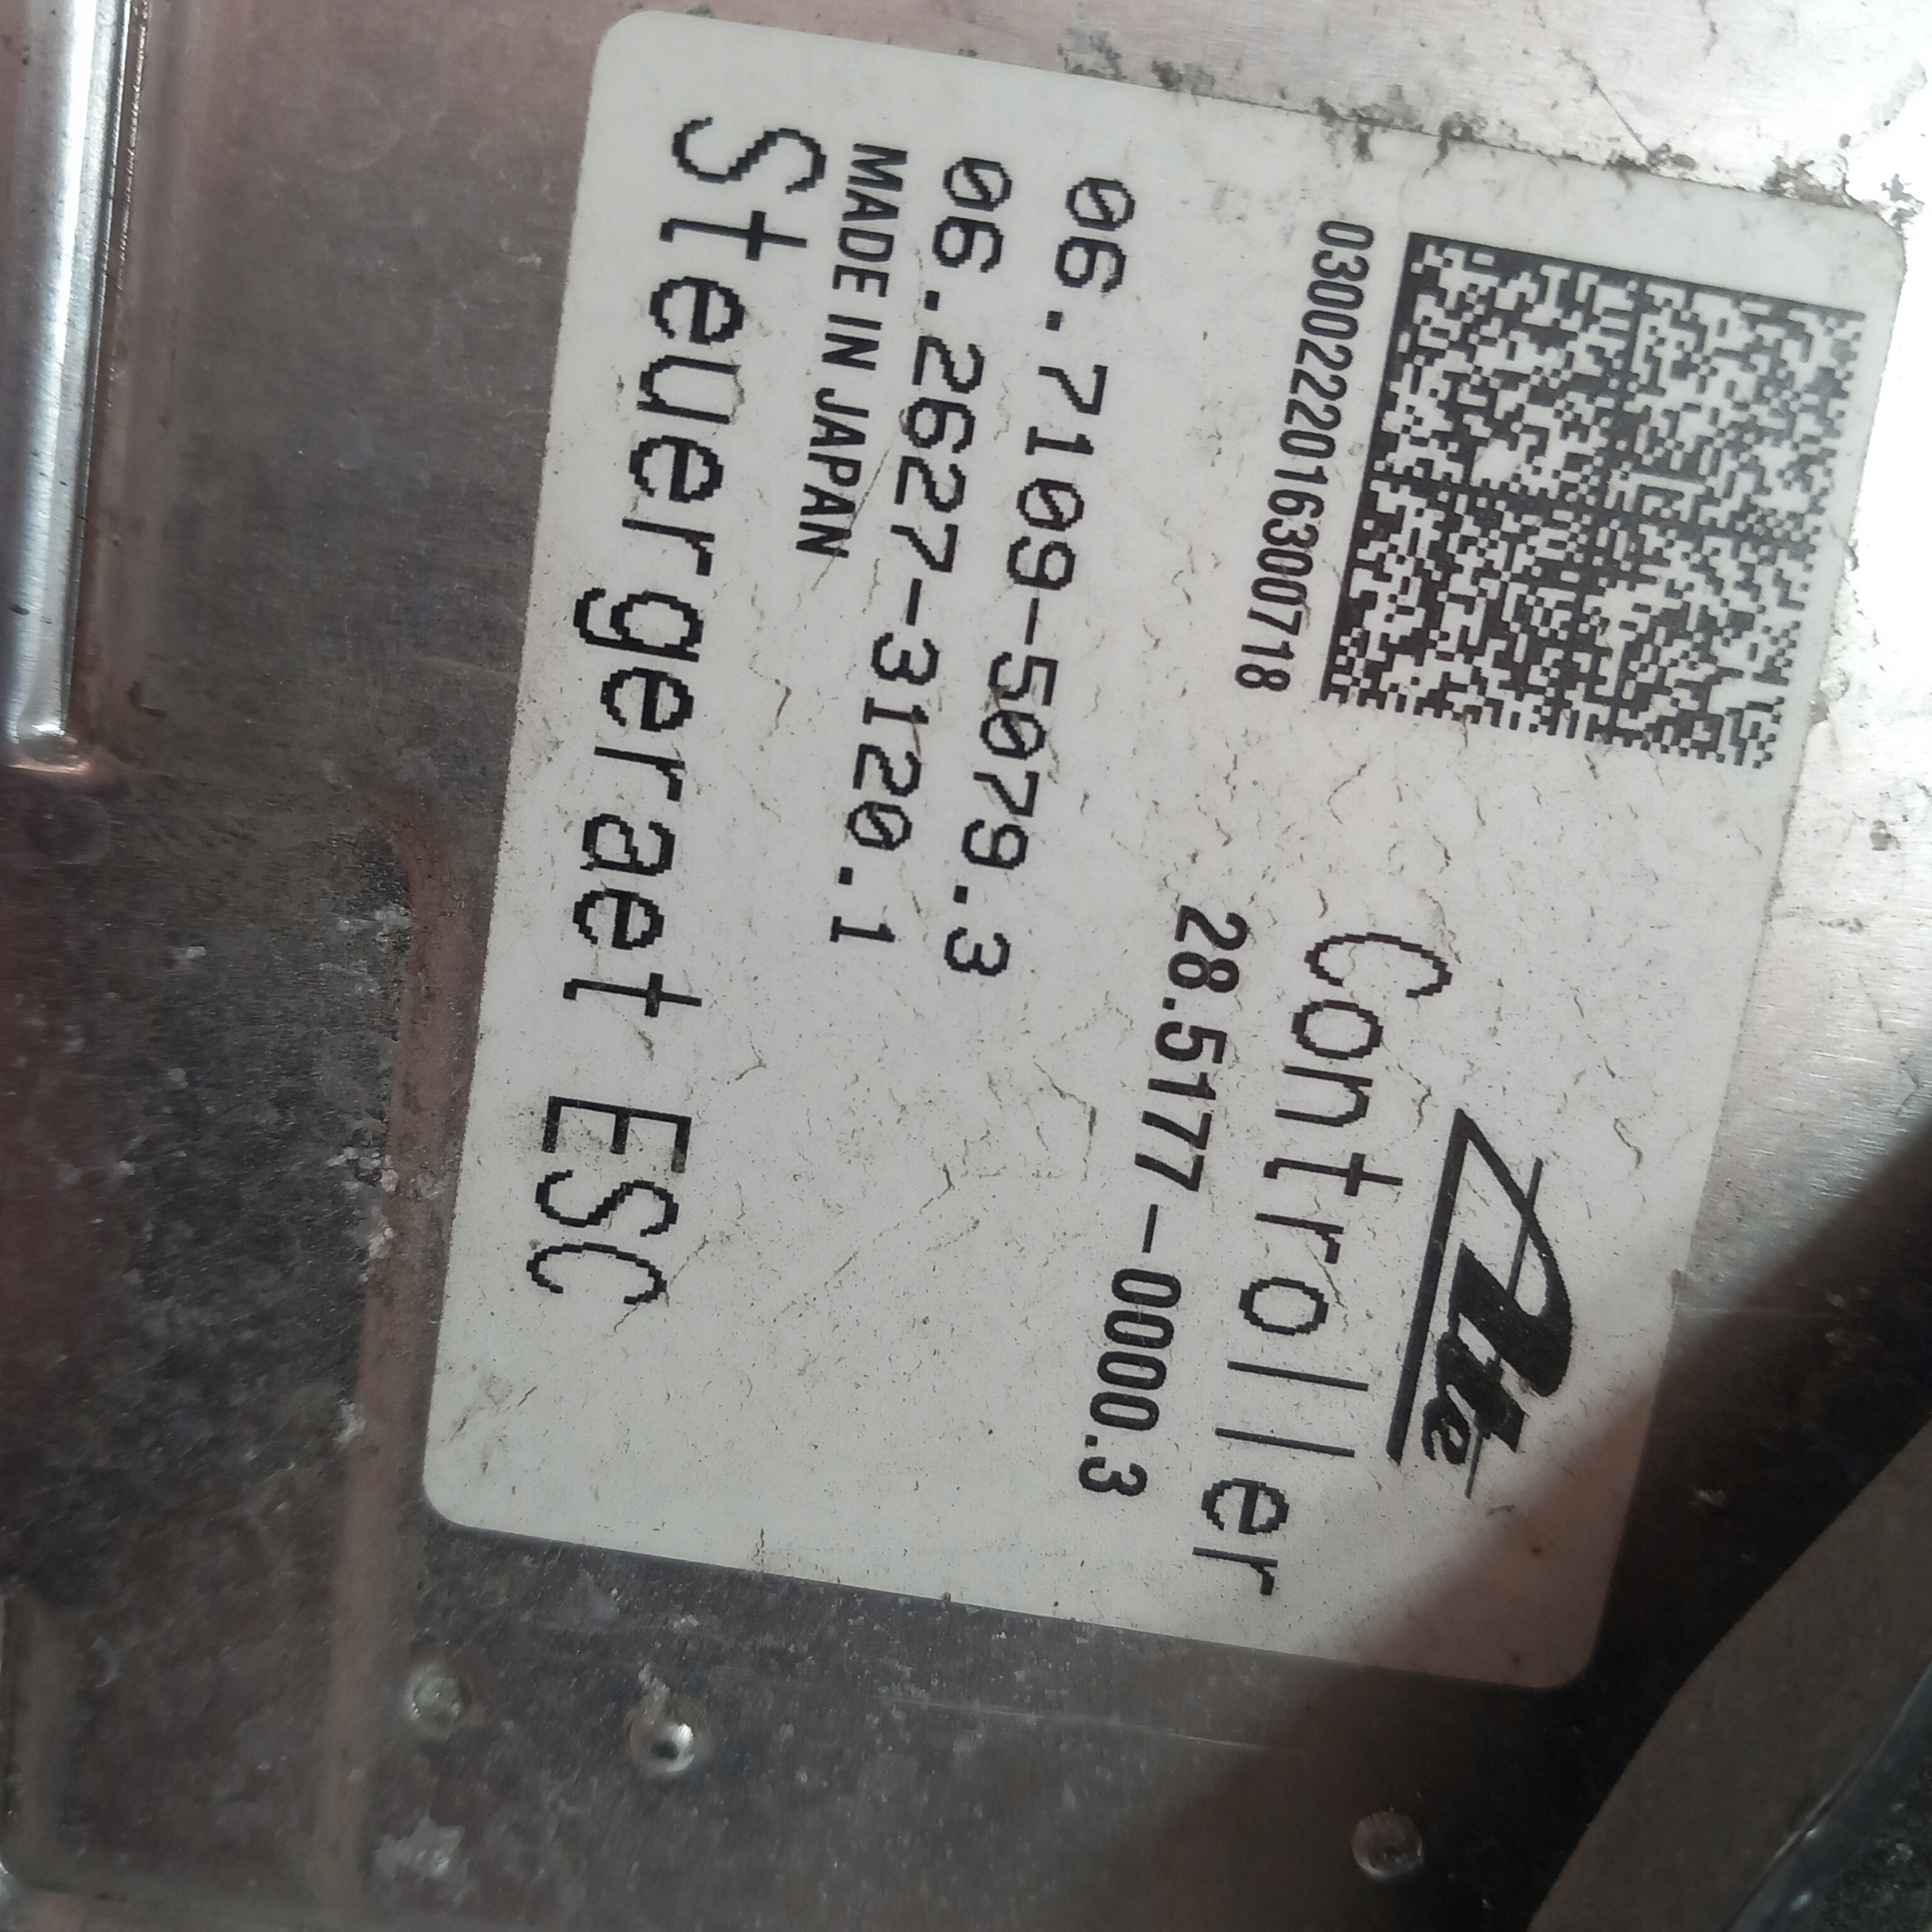 Ate
Controller
28.5177-0000.3
0300222016300718
06.7109-5079.3
06.2627-3120.1
MADE IN JAPAN
Steuergeraet ESC